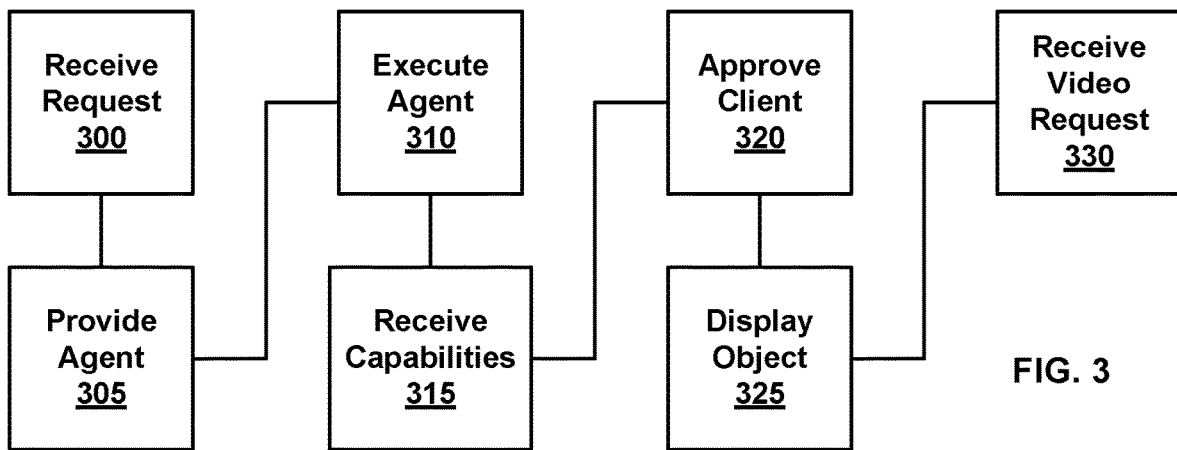 Receive
Request
300
Provide
Agent
305
Execute
Agent
310
Receive
Capabilities
315
Approve
Client
320
Display
Object
325
Receive
Video
Request
330
FIG. 3